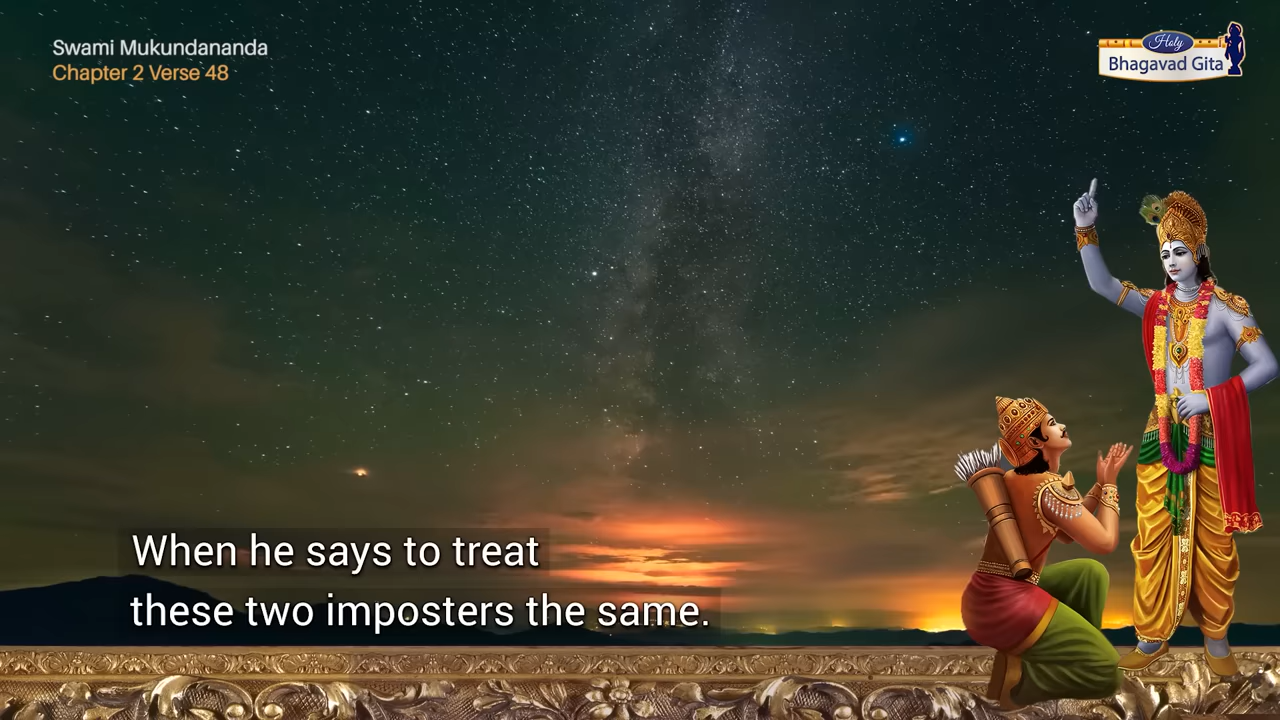 Swami Mukundananda
Chapter 2 Verse 48
Holy
Bhagavad Gita
When he says to treat
these two imposters the same.